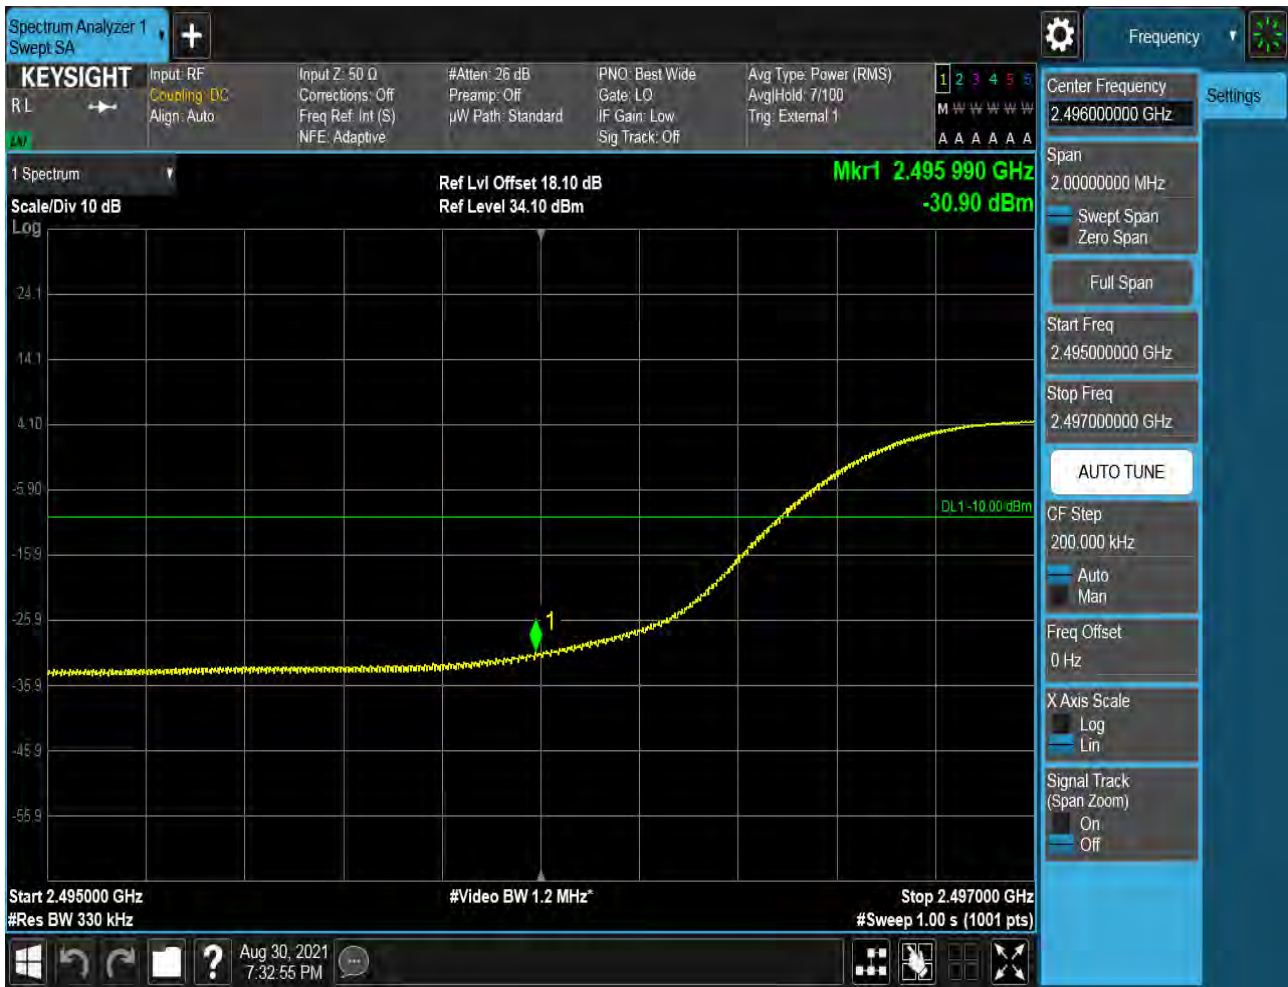 Spectrum Analyzer 1
Swept SA
Frequency
KEYSIGHT
R L
Input: RF
Coupling: DC
Align: Auto
Input Z: 50 Ω
Corrections: Off
Freq Ref: Int (S)
NFE: Adaptive
#Atten: 26 dB
Preamp: Off
µW Path: Standard
PNO: Best Wide
Gate: LO
IF Gain: Low
Sig Track: Off
Avg Type: Power (RMS)
Avg|Hold: 7/100
Trig: External 1
1 2 3 4 5 6
M W W W W W
A A A A A A
1 Spectrum
Scale/Div 10 dB
Log
Ref Lvl Offset 18.10 dB
Ref Level 34.10 dBm
Mkr1 2.495 990 GHz
-30.90 dBm
24.1
14.1
4.10
-5.90
-15.9
-25.9
-35.9
-45.9
-55.9
DL1 -10.00 dBm
1
Start 2.495000 GHz
#Res BW 330 kHz
#Video BW 1.2 MHz*
Stop 2.497000 GHz
#Sweep 1.00 s (1001 pts)
Aug 30, 2021
7:32:55 PM
?
Center Frequency
2.496000000 GHz
Settings
Span
2.00000000 MHz
Swept Span
Zero Span
Full Span
Start Freq
2.495000000 GHz
Stop Freq
2.497000000 GHz
AUTO TUNE
CF Step
200.000 kHz
Auto
Man
Freq Offset
0 Hz
X Axis Scale
Log
Lin
Signal Track
(Span Zoom)
On
Off